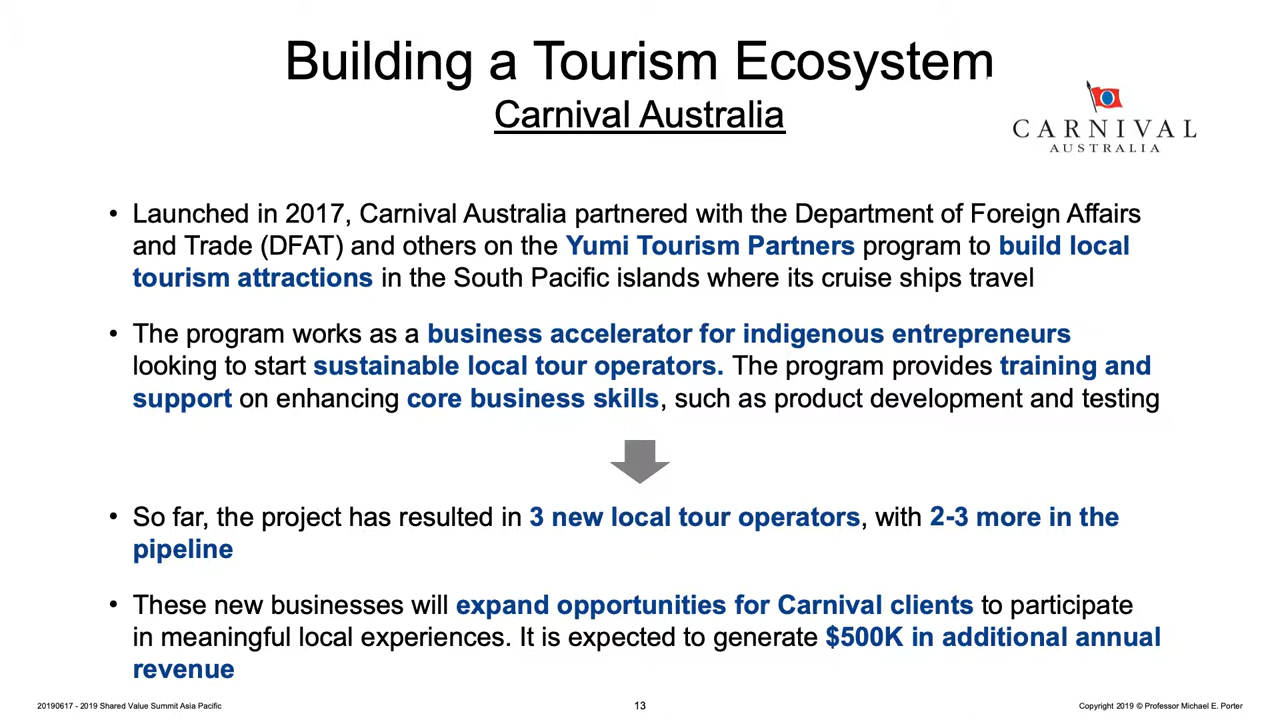 Building a Tourism Ecosystem
Carnival Australia
CARNIVAL
AUSTRALIA
• Launched in 2017, Carnival Australia partnered with the Department of Foreign Affairs
and Trade (DFAT) and others on the Yumi Tourism Partners program to build local
tourism attractions in the South Pacific islands where its cruise ships travel
• The program works as a business accelerator for indigenous entrepreneurs
looking to start sustainable local tour operators. The program provides training and
support on enhancing core business skills, such as product development and testing
• So far, the project has resulted in 3 new local tour operators, with 2-3 more in the
pipeline
• These new businesses will expand opportunities for Carnival clients to participate
in meaningful local experiences. It is expected to generate $500K in additional annual
revenue
20190617 - 2019 Shared Value Summit Asia Pacific
13
Copyright 2019 © Professor Michael E. Porter